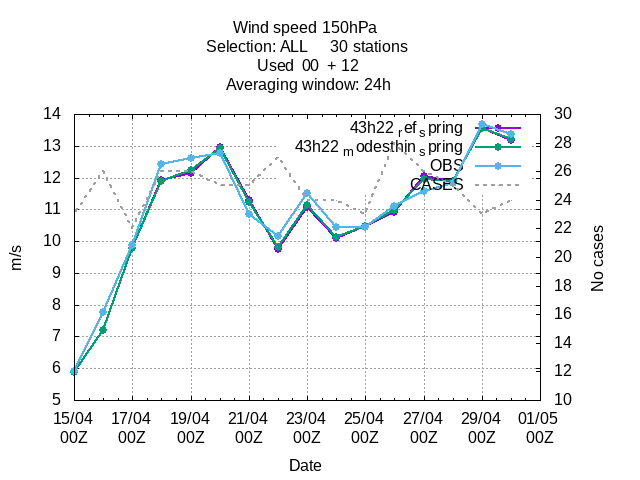 Wind speed 150hPa
Selection: ALL     30 stations
Used  00  + 12
Averaging window: 24h
14 30
13 28
12 26
11 24
10 22
9 20
8 18
7 16
6 14
5 12
10
43h22 ref spring
43h22 modesthin spring
OBS
CASES
m/s
No cases
15/04 17/04 19/04 21/04 23/04 25/04 27/04 29/04 01/05
00Z 00Z 00Z 00Z 00Z 00Z 00Z 00Z 00Z
Date